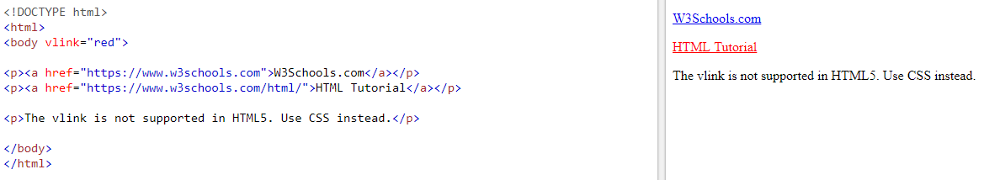 <!DOCTYPE html>
<html>
<body vlink="red">
<p><a href="https://www.w3schools.com">W3Schools.com</a></p>
<p><a href="https://www.w3schools.com/html/">HTML Tutorial</a></p>
<p>The vlink is not supported in HTML5. Use CSS instead.</p>
</body>
</html>
W3Schools.com
HTML Tutorial
The vlink is not supported in HTML5. Use CSS instead.